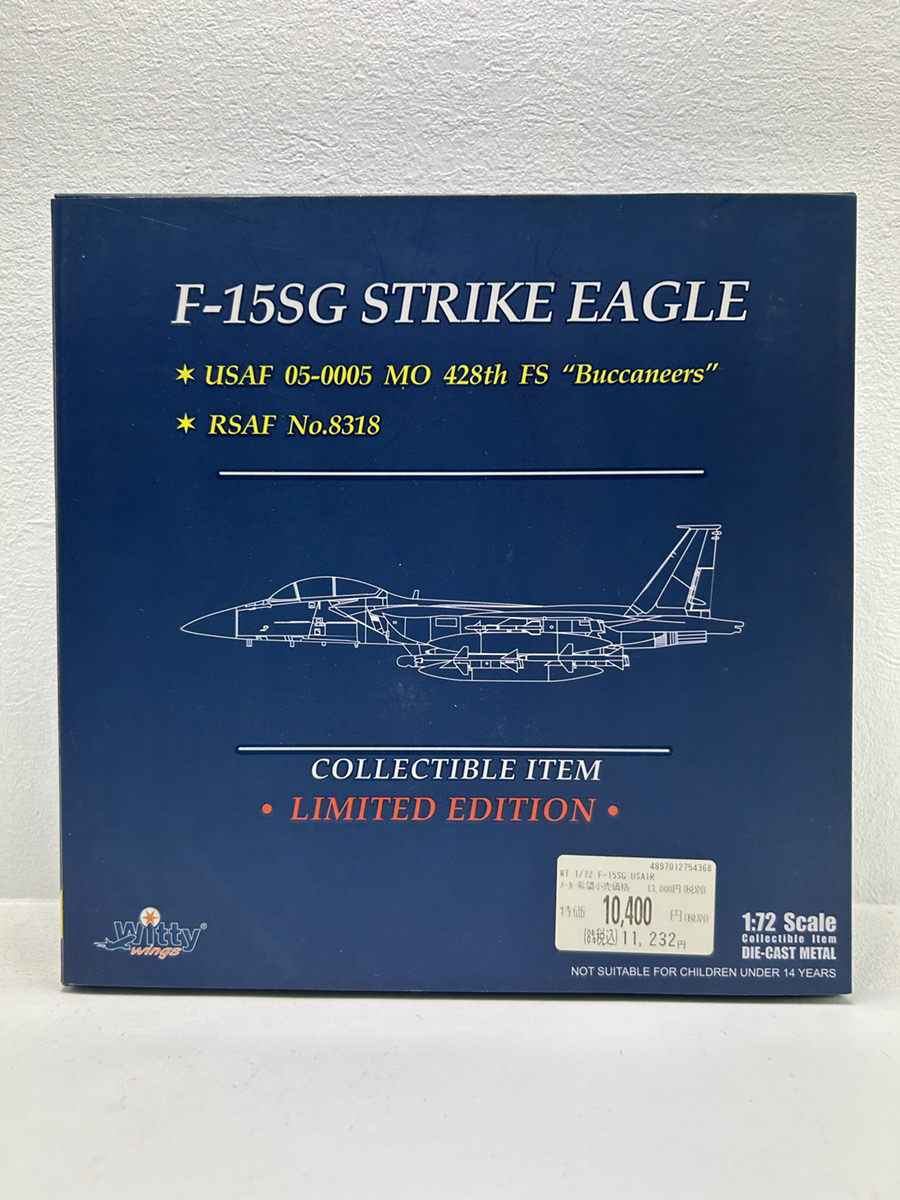 F-15SG STRIKE EAGLE
✶ USAF 05-0005 MO 428th FS “Buccaneers”
✶ RSAF No.8318
COLLECTIBLE ITEM
• LIMITED EDITION •
4897012754368
WT 1/72 F-15SG USAIR
ﾒｰｶｰ希望小売価格 13,000円(税別)
特価 10,400 円(税別)
(8%税込) 11,232円
Witty®
wings
1:72 Scale
Collectible Item
DIE-CAST METAL
NOT SUITABLE FOR CHILDREN UNDER 14 YEARS